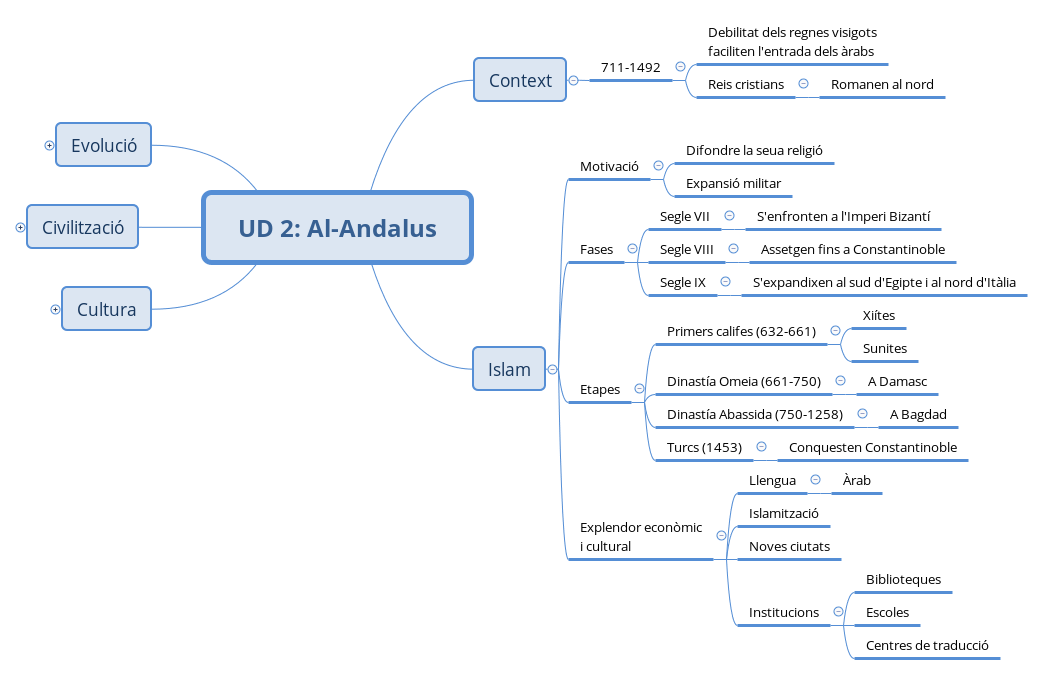 UD 2: Al-Andalus
Context
711-1492
Debilitat dels regnes visigots
faciliten l'entrada dels àrabs
Reis cristians
Romanen al nord
Islam
Motivació
Difondre la seua religió
Expansió militar
Fases
Segle VII
S'enfronten a l'Imperi Bizantí
Segle VIII
Assetgen fins a Constantinoble
Segle IX
S'expandixen al sud d'Egipte i al nord d'Itàlia
Etapes
Primers califes (632-661)
Xiítes
Sunites
Dinastía Omeia (661-750)
A Damasc
Dinastía Abassida (750-1258)
A Bagdad
Turcs (1453)
Conquesten Constantinoble
Explendor econòmic
i cultural
Llengua
Àrab
Islamització
Noves ciutats
Institucions
Biblioteques
Escoles
Centres de traducció
Evolució
Civilització
Cultura